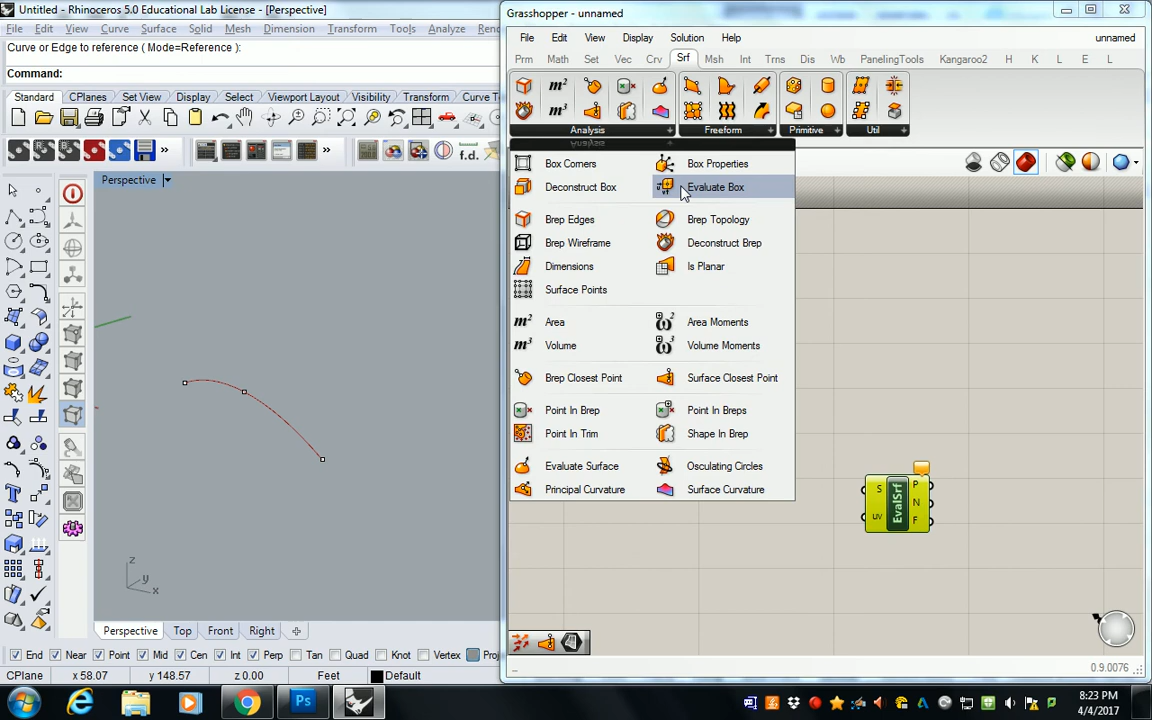 Untitled - Rhinoceros 5.0 Educational Lab License - [Perspective]
File Edit View Curve Surface Solid Mesh Dimension Transform Tools Analyze
Curve or Edge to reference ( Mode=Reference ):
Command:
Standard CPlanes Set View Display Select Viewport Layout Visibility Transform
f.d.
Perspective
z
y
x
Perspective Top Front Right
End Near Point Mid Cen Int Perp Tan Quad Knot Vertex
CPlane x 58.07 y 148.57 z 0.00 Feet Default
Grasshopper - unnamed
File Edit View Display Solution Help unnamed
Prm Math Set Vec Crv Srf Msh Int Trns Dis Wb PanelingTools Kangaroo2 H K L E L
m²
m³
Analysis Freeform Primitive Util
Box Corners Box Properties
Deconstruct Box Evaluate Box
Brep Edges Brep Topology
Brep Wireframe Deconstruct Brep
Dimensions Is Planar
Surface Points
m² Area Area Moments
m³ Volume Volume Moments
Brep Closest Point Surface Closest Point
Point In Brep Point In Breps
Point In Trim Shape In Brep
Evaluate Surface Osculating Circles
Principal Curvature Surface Curvature
S uv EvalSrf P N F
0.9.0076
Ps
8:23 PM
4/4/2017